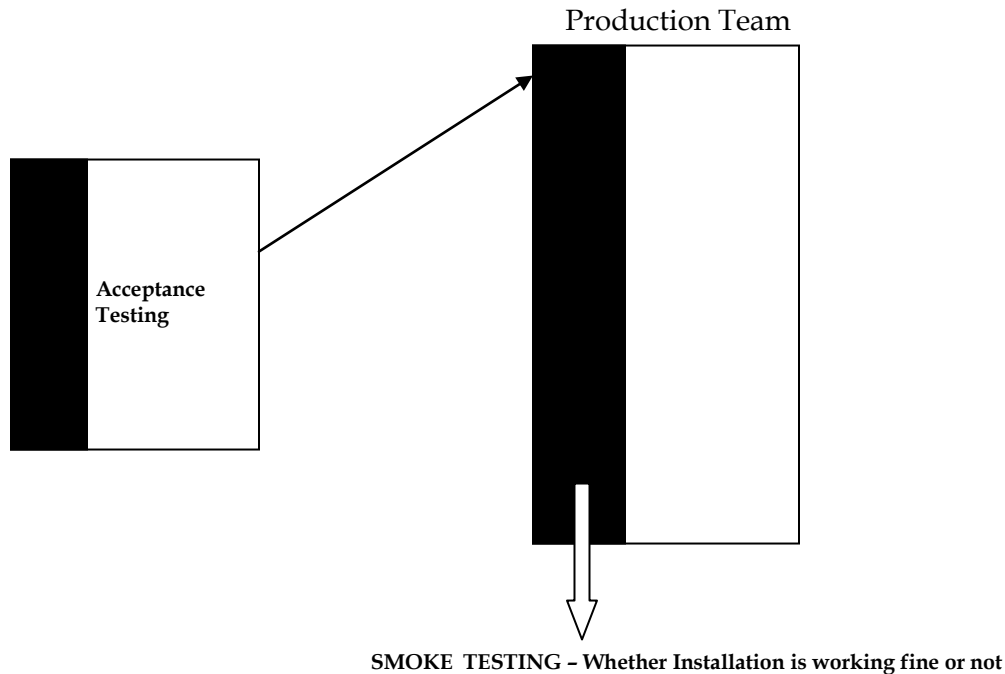 Production Team
Acceptance
Testing
SMOKE TESTING – Whether Installation is working fine or not